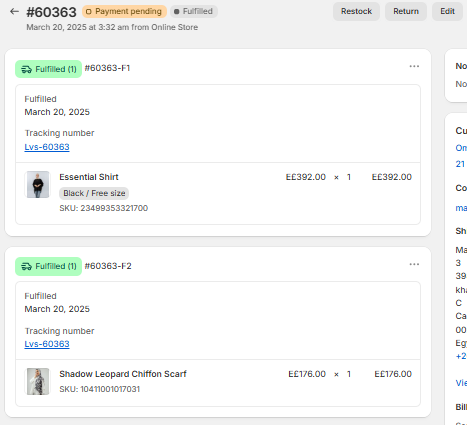 #60363 Payment pending Fulfilled
Restock Return Edit
March 20, 2025 at 3:32 am from Online Store
Fulfilled (1) #60363-F1
Fulfilled
March 20, 2025
Tracking number
Lvs-60363
Essential Shirt E£392.00 × 1 E£392.00
Black / Free size
SKU: 23499353321700
Fulfilled (1) #60363-F2
Fulfilled
March 20, 2025
Tracking number
Lvs-60363
Shadow Leopard Chiffon Scarf E£176.00 × 1 E£176.00
SKU: 10411001017031
No
No
Cu
21
Co
ma
Sh
Ma
3
39
kha
C
Ca
00
Eg
+2
Vie
Bill